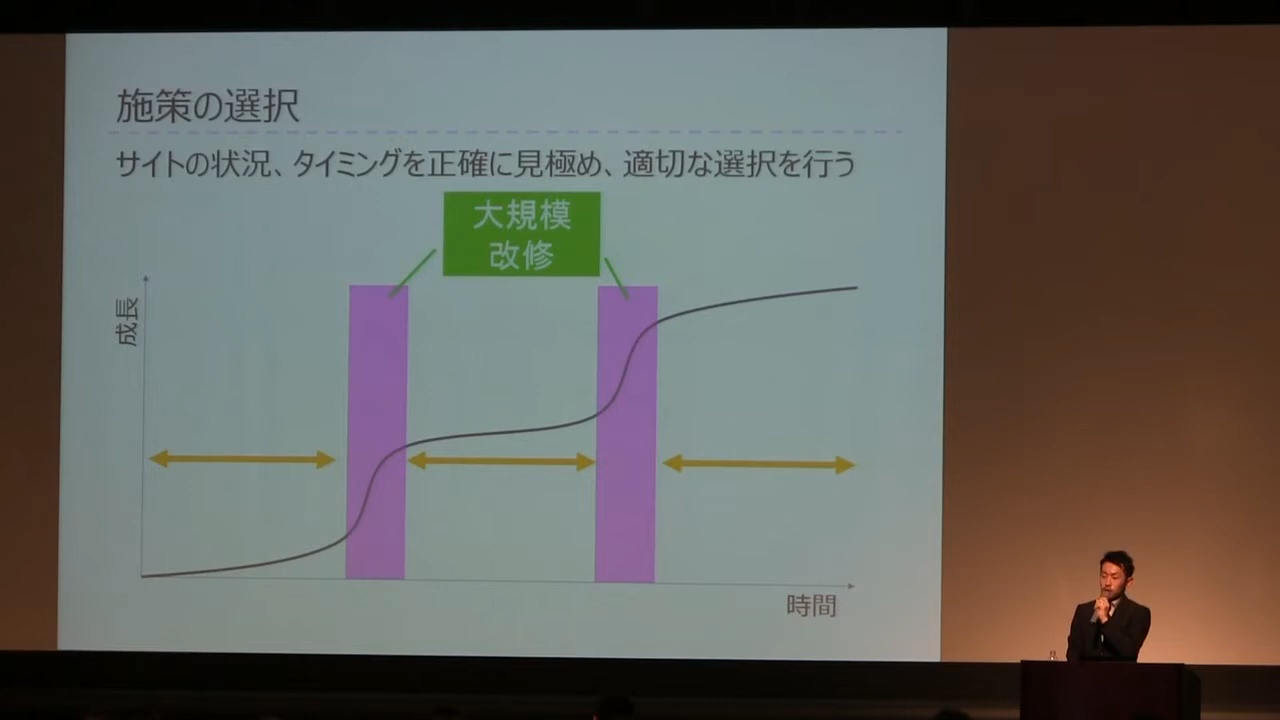 施策の選択
サイトの状況、タイミングを正確に見極め、適切な選択を行う
大規模
改修
成長
時間